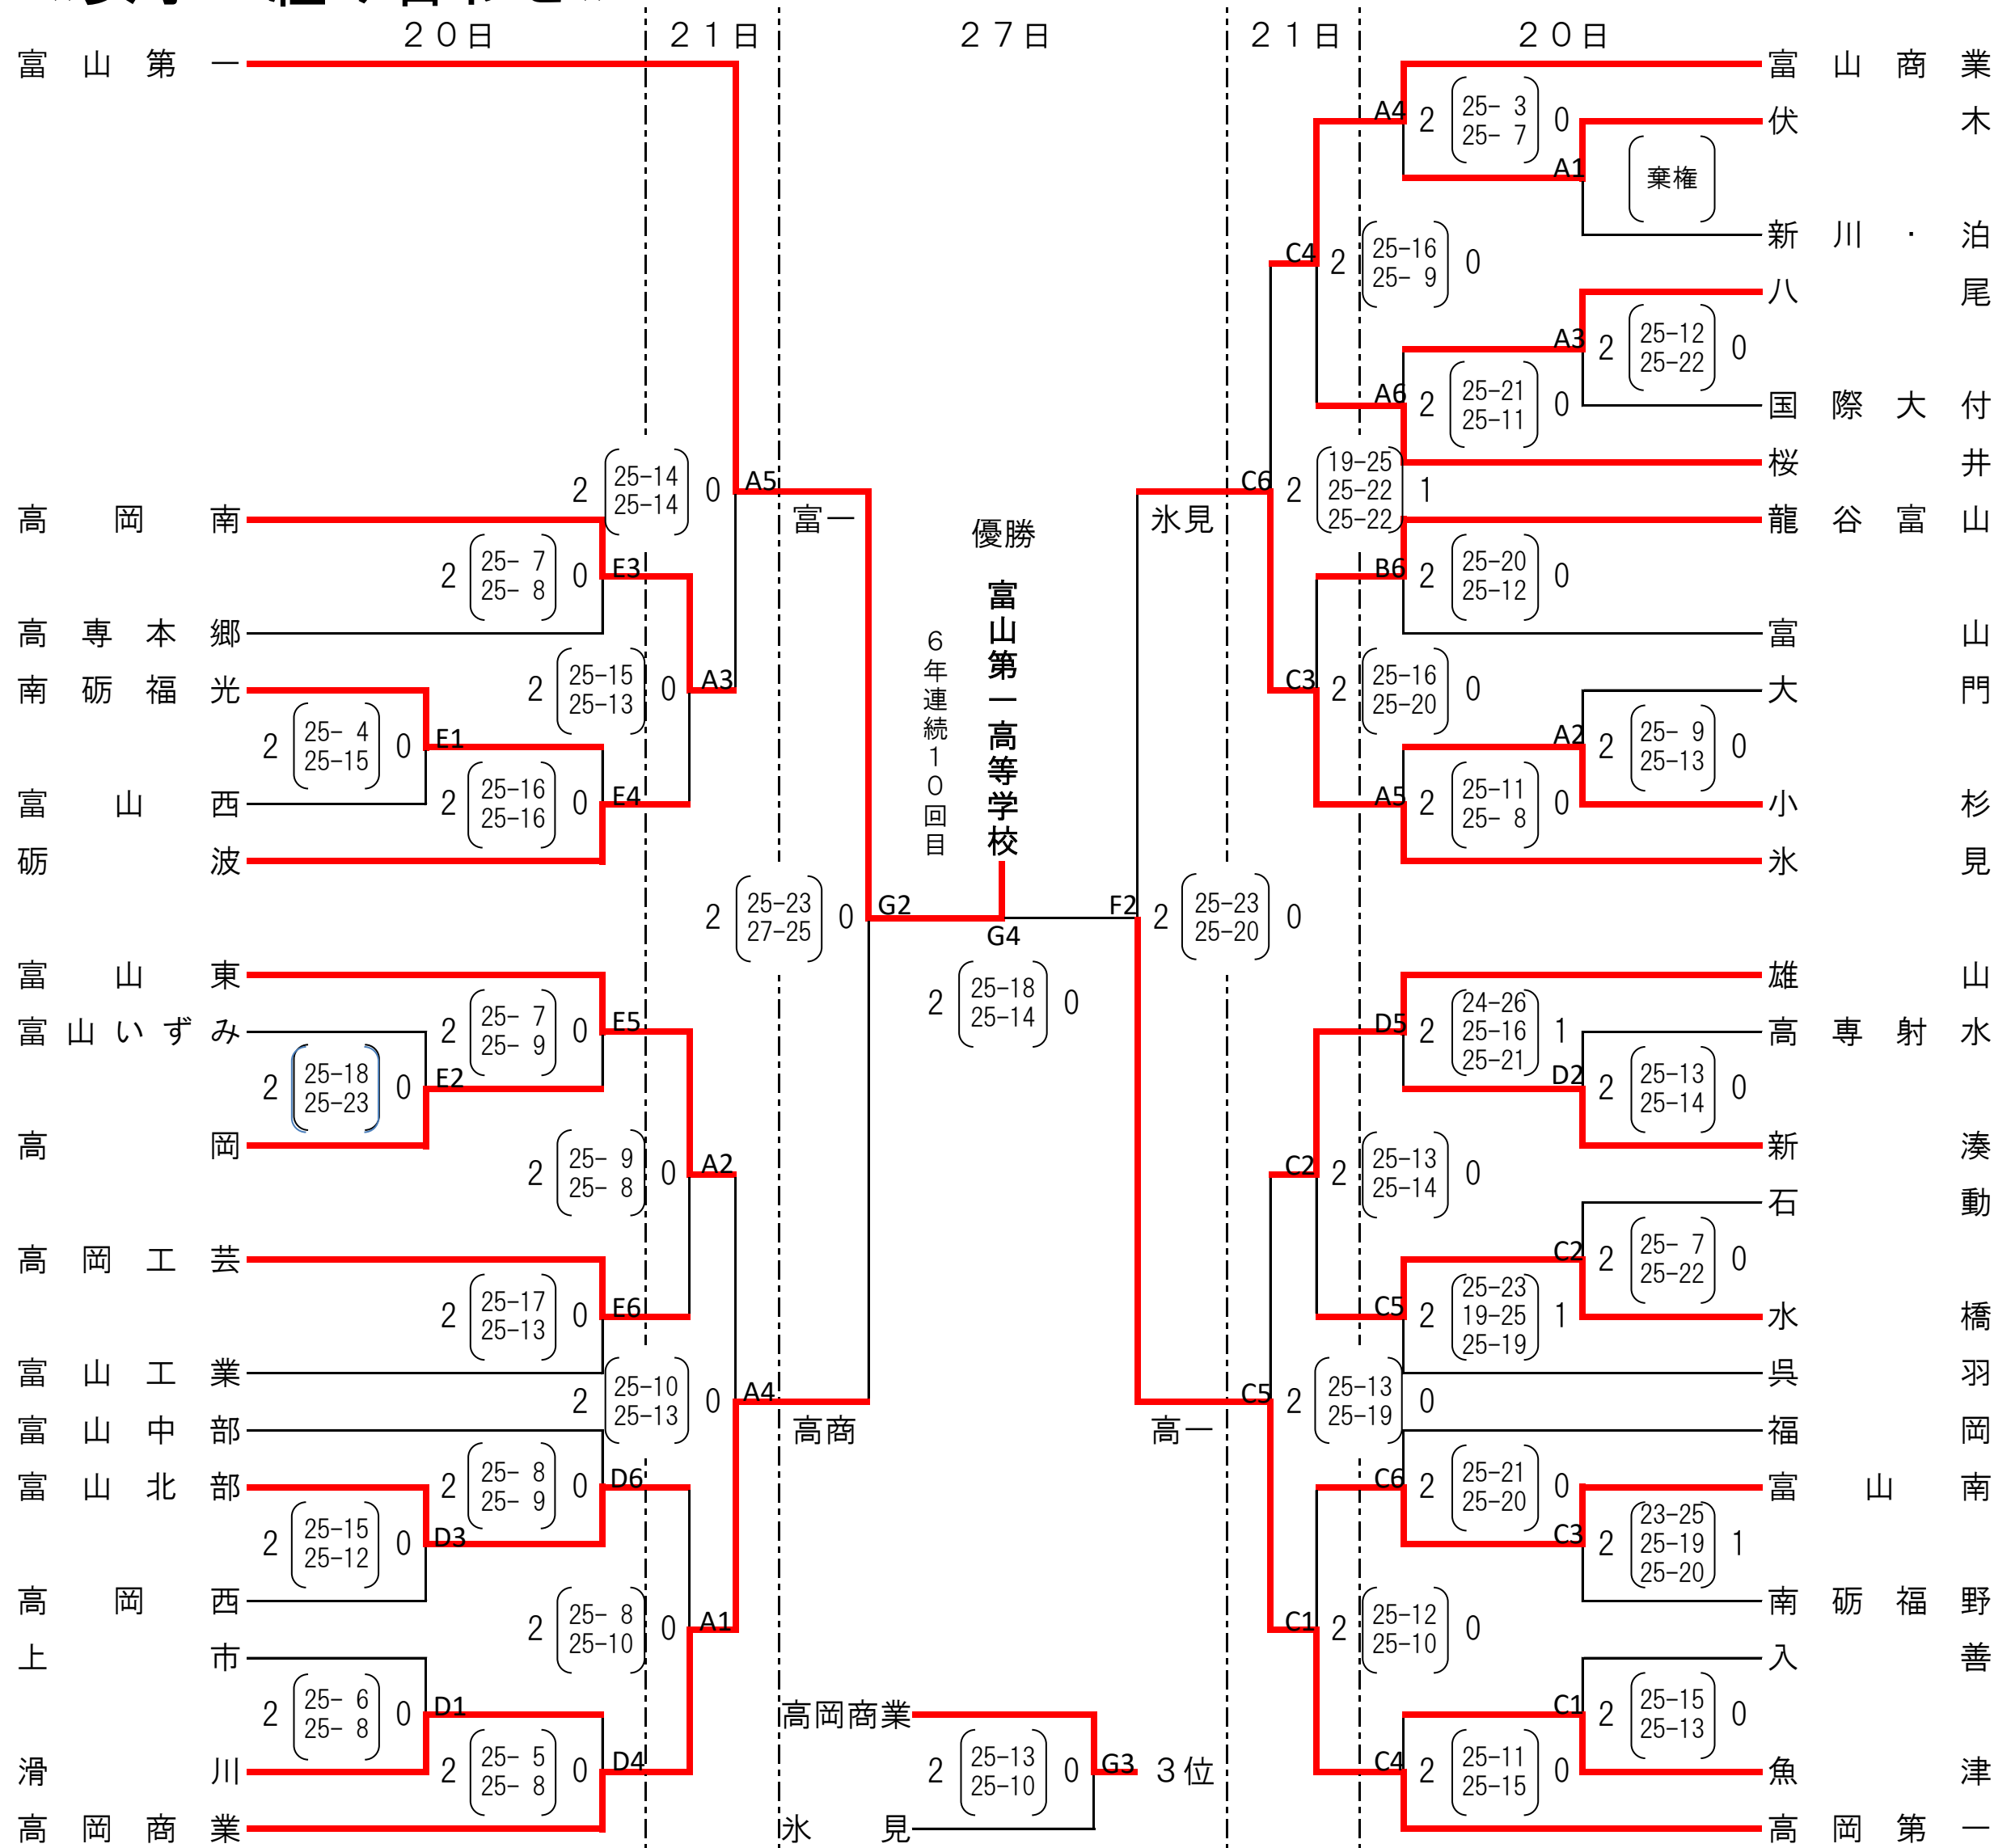 20日 21日 27日 21日 20日
富山第一
2 25-14 25-14 0 A5
富一
高岡南
2 25- 7 25- 8 0 E3
高専本郷
2 25-15 25-13 0 A3
南砺福光
2 25- 4 25-15 0 E1
富山西
2 25-16 25-16 0 E4
砺波
2 25-23 27-25 0 G2
富山東
2 25- 7 25- 9 0 E5
富山いずみ
2 25-18 25-23 0 E2
高岡
2 25- 9 25- 8 0 A2
高岡工芸
2 25-17 25-13 0 E6
富山工業
2 25-10 25-13 0 A4
高商
富山中部
2 25- 8 25- 9 0 D6
富山北部
2 25-15 25-12 0 D3
高岡西
2 25- 8 25-10 0 A1
上市
2 25- 6 25- 8 0 D1
滑川
2 25- 5 25- 8 0 D4
高岡商業
優勝
富山第一高等学校
6年連続10回目
G4
2 25-18 25-14 0
高岡商業
2 25-13 25-10 0 G3 3位
氷見
富山商業
A4 2 25- 3 25- 7 0
伏木
A1 棄権
新川・泊
C4 2 25-16 25- 9 0
八尾
A3 2 25-12 25-22 0
国際大付
A6 2 25-21 25-11 0
桜井
C6 2 19-25 25-22 25-22 1
氷見
龍谷富山
B6 2 25-20 25-12 0
富山
C3 2 25-16 25-20 0
大門
A2 2 25- 9 25-13 0
小杉
A5 2 25-11 25- 8 0
氷見
F2 2 25-23 25-20 0
雄山
D5 2 24-26 25-16 25-21 1
高専射水
D2 2 25-13 25-14 0
新湊
C2 2 25-13 25-14 0
石動
C2 2 25- 7 25-22 0
水橋
C5 2 25-23 19-25 25-19 1
呉羽
C5 2 25-13 25-19 0
高一
福岡
C6 2 25-21 25-20 0
富山南
C3 2 23-25 25-19 25-20 1
南砺福野
C1 2 25-12 25-10 0
入善
C1 2 25-15 25-13 0
魚津
C4 2 25-11 25-15 0
高岡第一